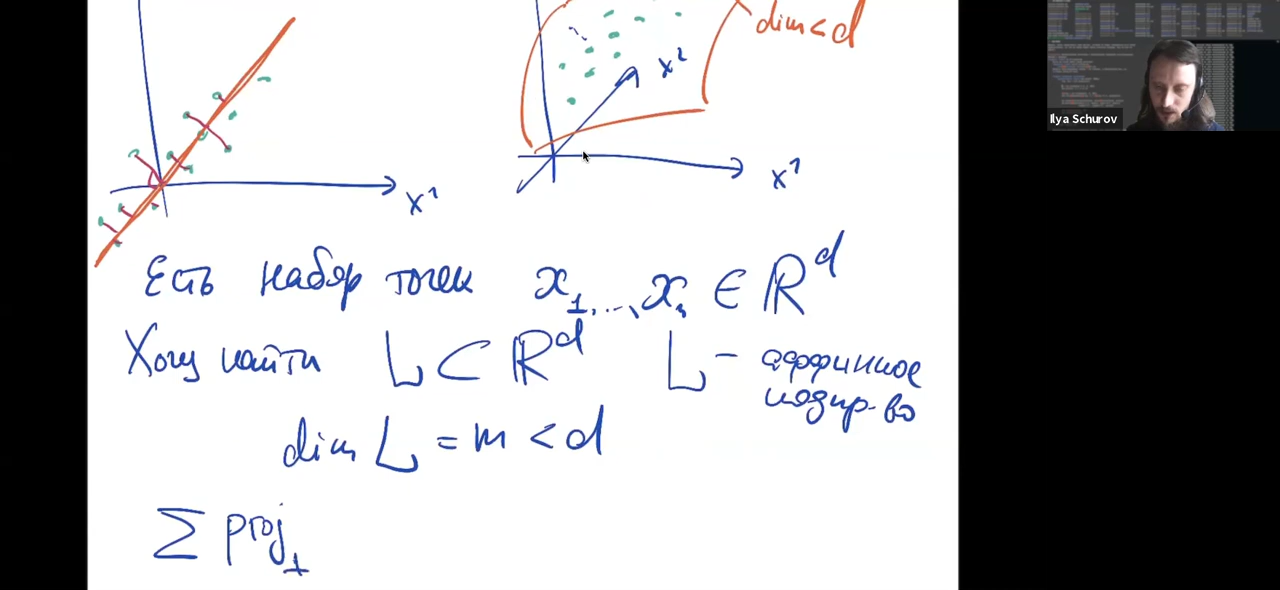 dim < d
x²
x¹
x¹
Ilya Schurov
Есть набор точек x₁,...,xₙ ∈ ℝᵈ
Хочу найти L ⊂ ℝᵈ L - аффинное
подпр-во
dim L = m < d
∑ proj⊥